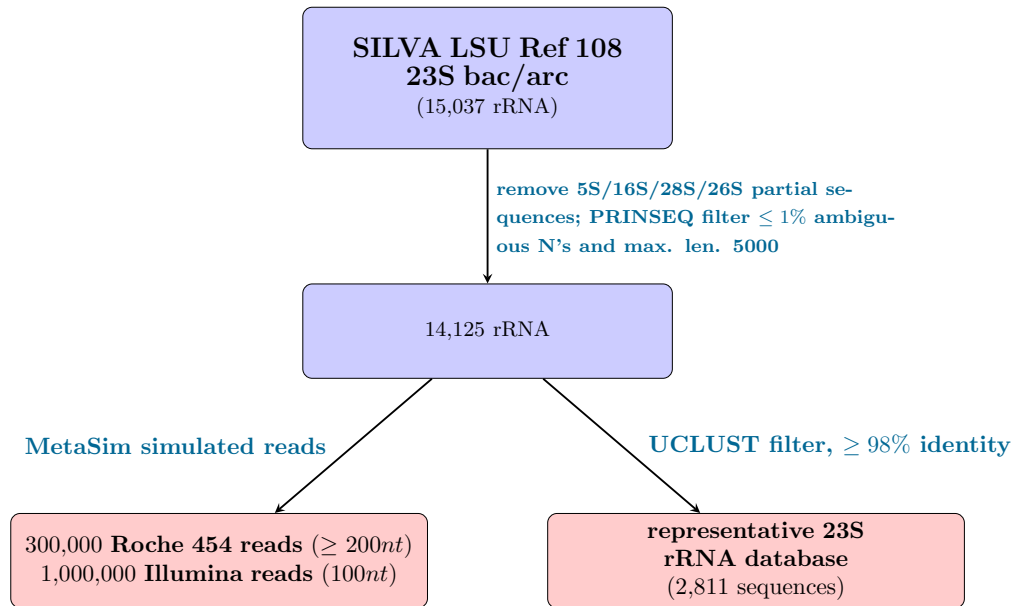 SILVA LSU Ref 108
23S bac/arc
(15,037 rRNA)
remove 5S/16S/28S/26S partial se-
quences; PRINSEQ filter ≤ 1% ambigu-
ous N's and max. len. 5000
14,125 rRNA
MetaSim simulated reads
UCLUST filter, ≥ 98% identity
300,000 Roche 454 reads (≥ 200nt)
1,000,000 Illumina reads (100nt)
representative 23S
rRNA database
(2,811 sequences)